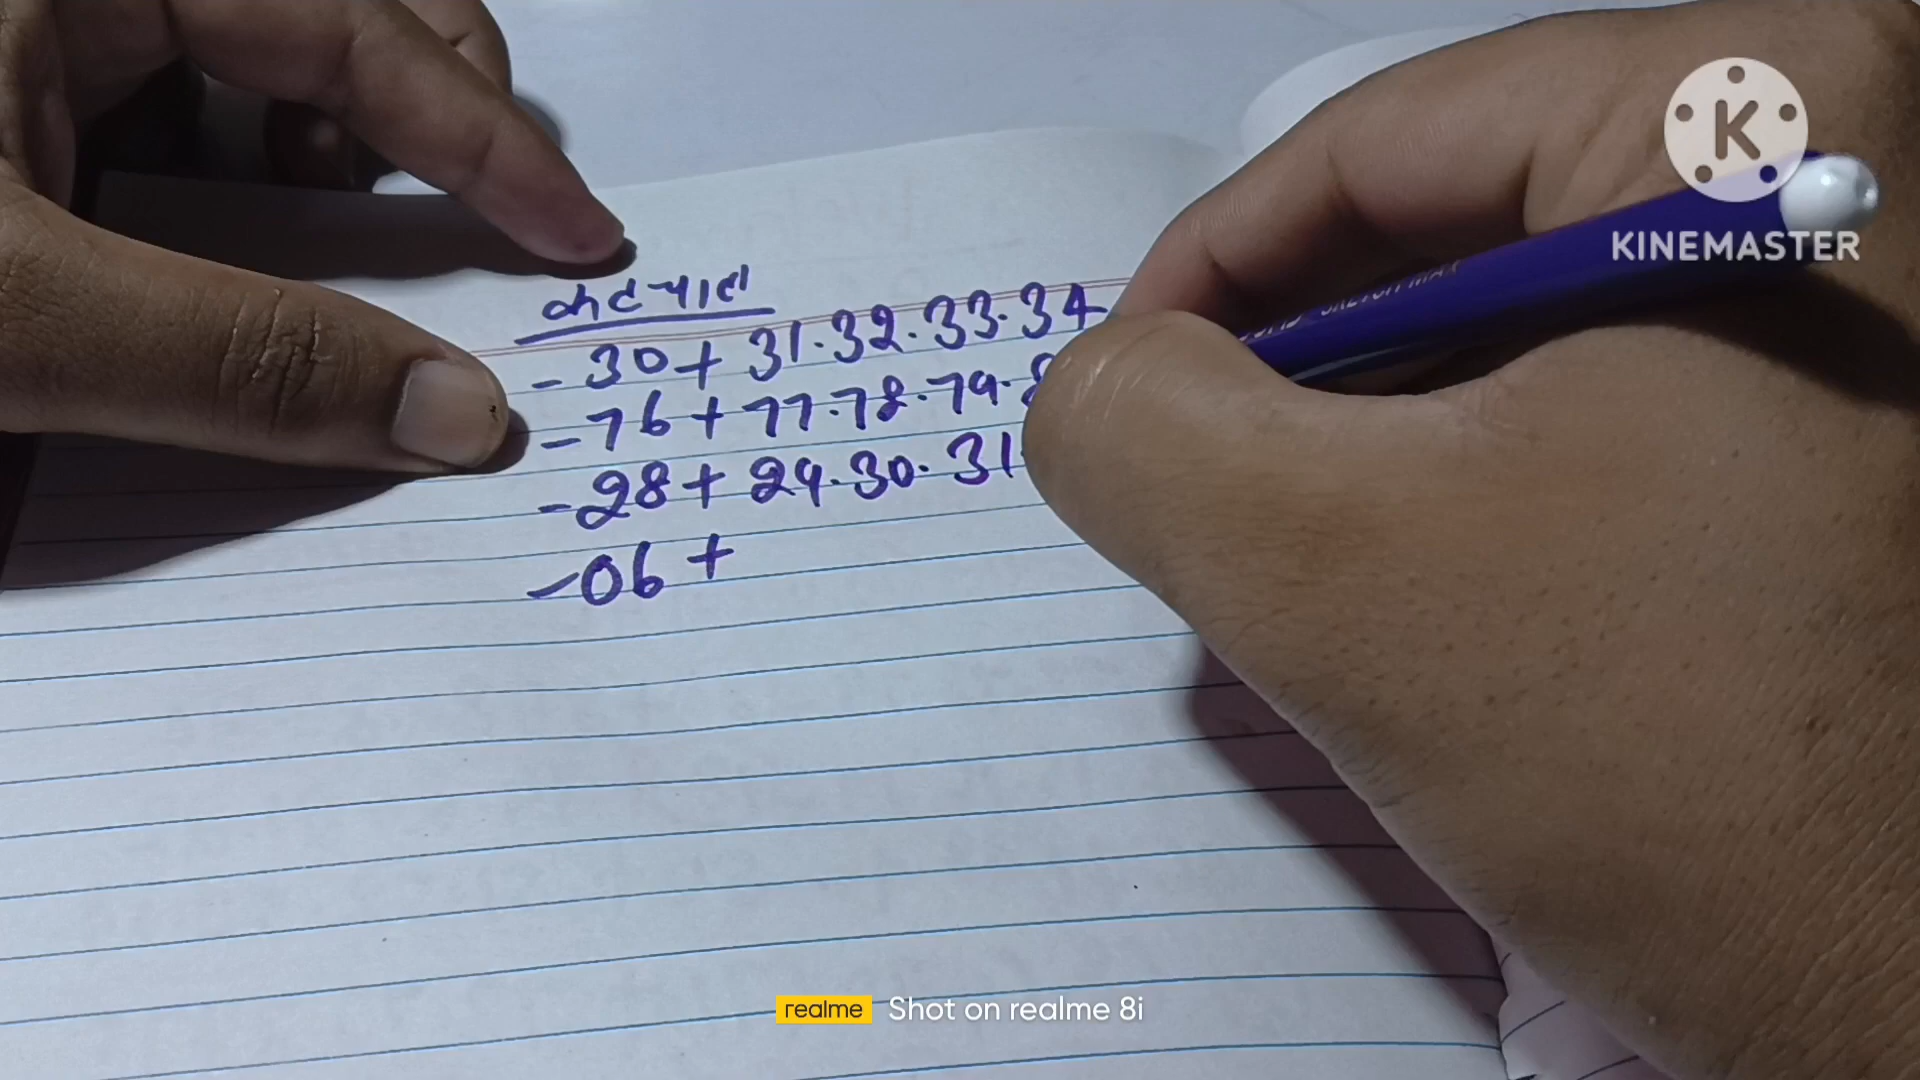 K
KINEMASTER
- 30 + 31.32.33.34
- 76 + 77.78.79.8
- 28 + 29.30.31
- 06 +
realme Shot on realme 8i